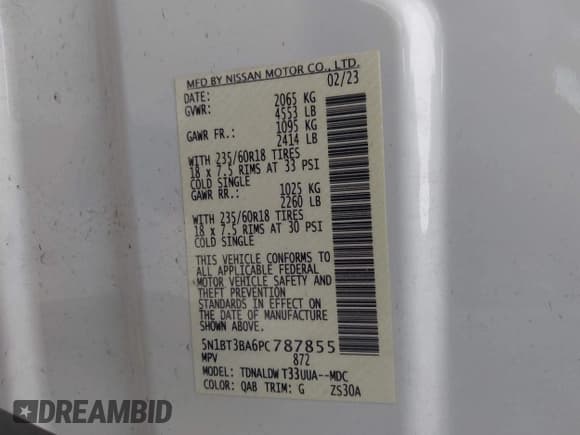 MFD BY NISSAN MOTOR CO., LTD.
DATE: 02/23
GVWR: 2065 KG
4553 LB
GAWR FR.: 1095 KG
2414 LB
WITH 235/60R18 TIRES
18 x 7.5 RIMS AT 33 PSI
COLD SINGLE
GAWR RR.: 1025 KG
2260 LB
WITH 235/60R18 TIRES
18 x 7.5 RIMS AT 30 PSI
COLD SINGLE
THIS VEHICLE CONFORMS TO
ALL APPLICABLE FEDERAL
MOTOR VEHICLE SAFETY AND
THEFT PREVENTION
STANDARDS IN EFFECT ON
THE DATE OF MANUFACTURE
SHOWN ABOVE.
5N1BT3BA6PC787855
MPV 872
MODEL: TDNALDW T33UUA--MDC
COLOR: QAB TRIM: G ZS30A
TDREAMBID